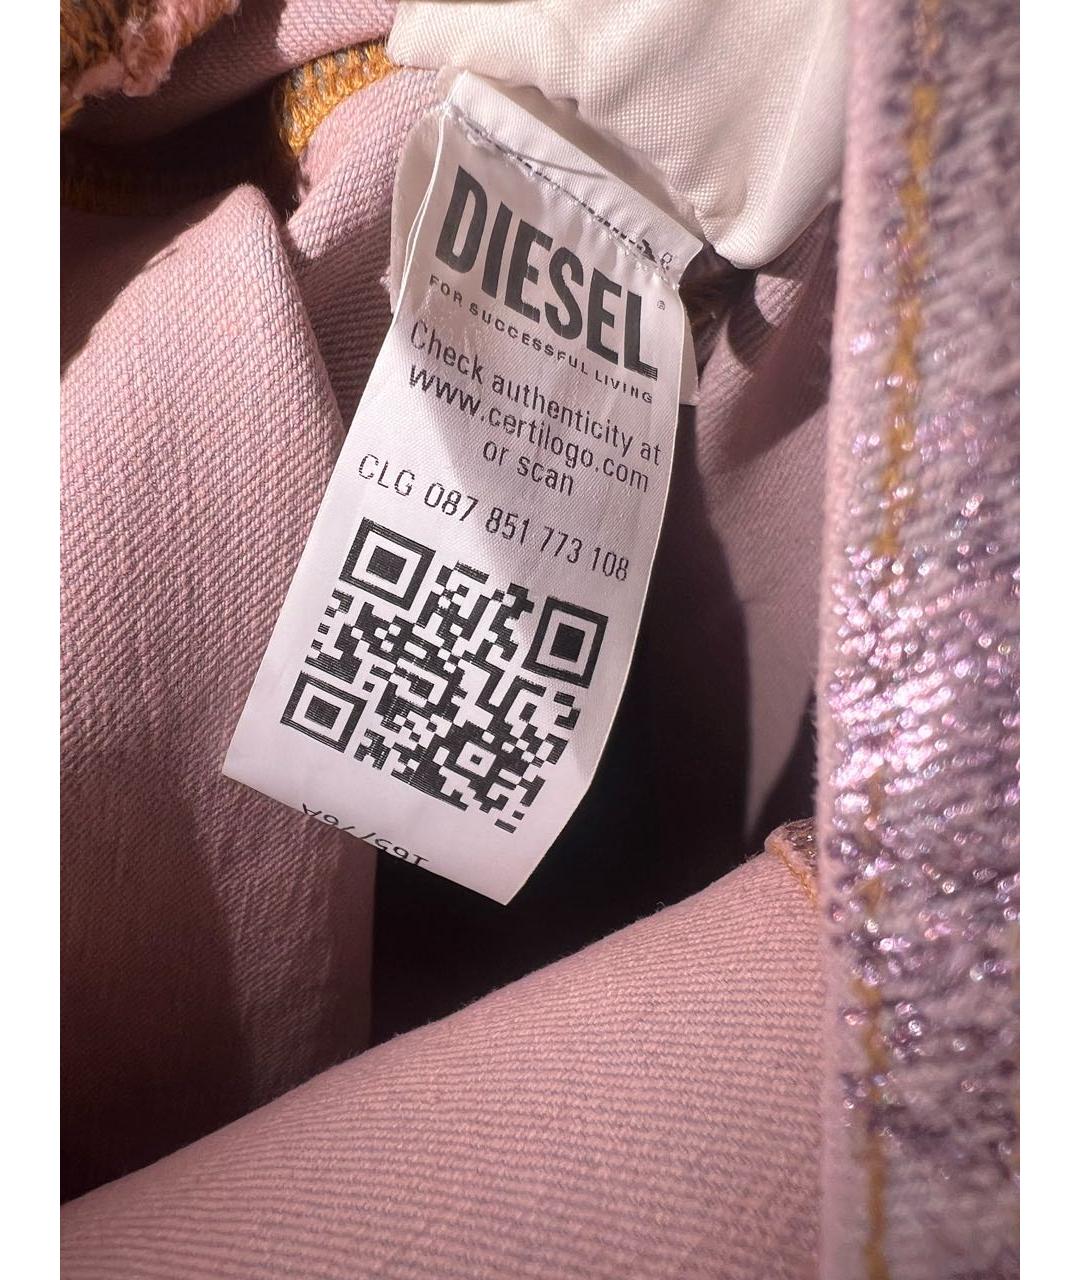 DIESEL®
FOR SUCCESSFUL LIVING
Check authenticity at
www.certilogo.com
or scan
CLG 087 851 773 108